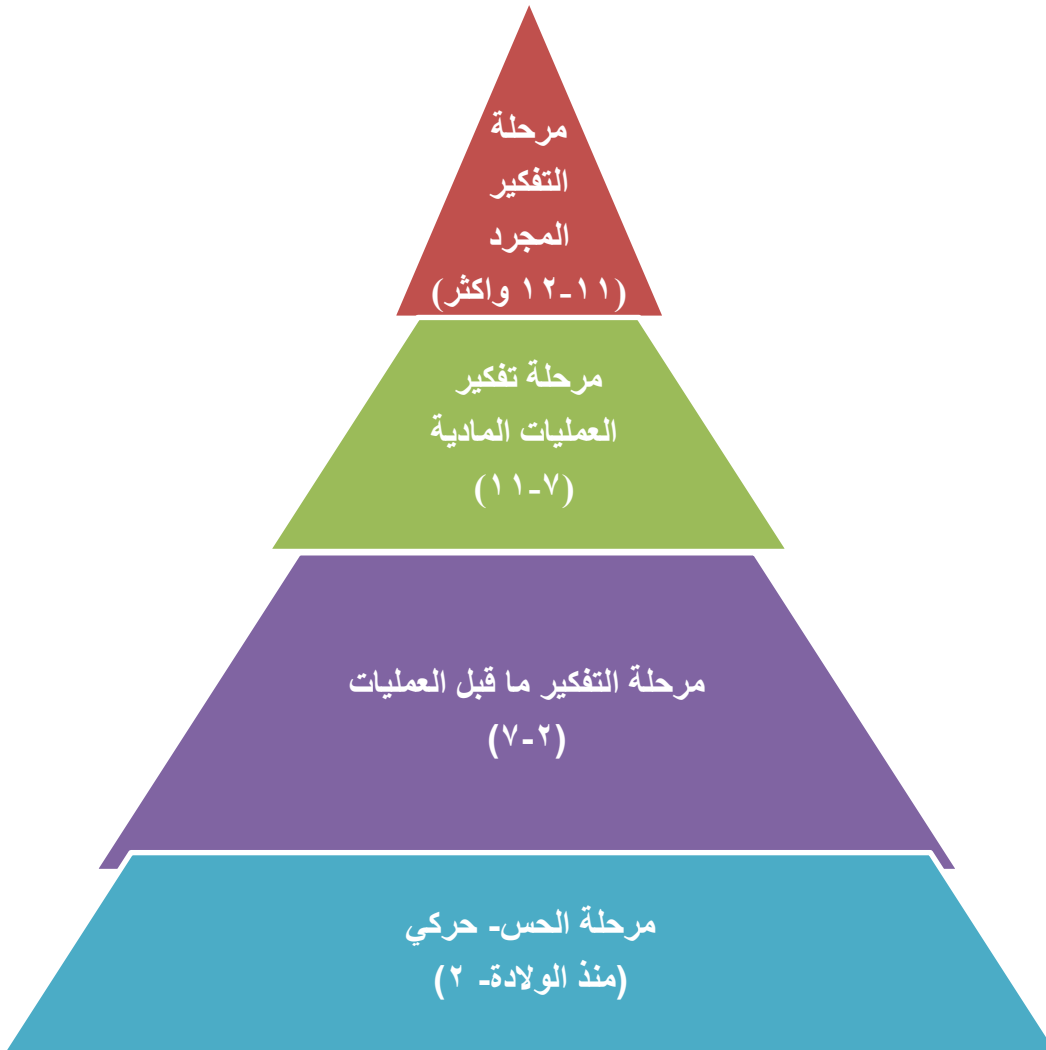 مرحلة
التفكير
المجرد
(١١-١٢ واكثر)
مرحلة تفكير
العمليات المادية
(٧-١١)
مرحلة التفكير ما قبل العمليات
(٢-٧)
مرحلة الحس- حركي
(منذ الولادة- ٢)